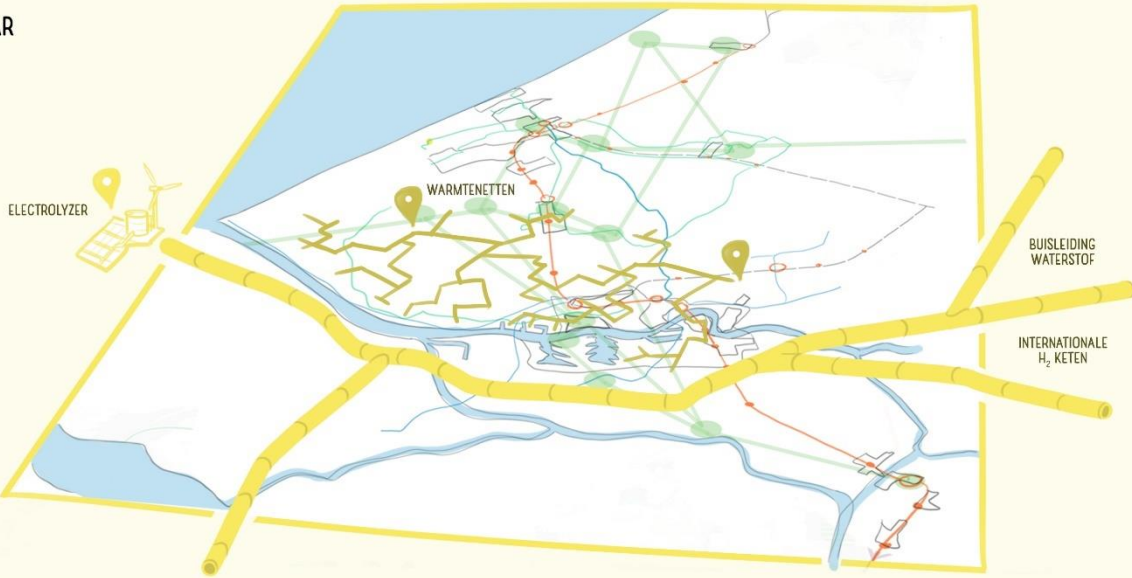 ELECTROLYZER
WARMTENETTEN
BUISLEIDING
WATERSTOF
INTERNATIONALE
H₂ KETEN